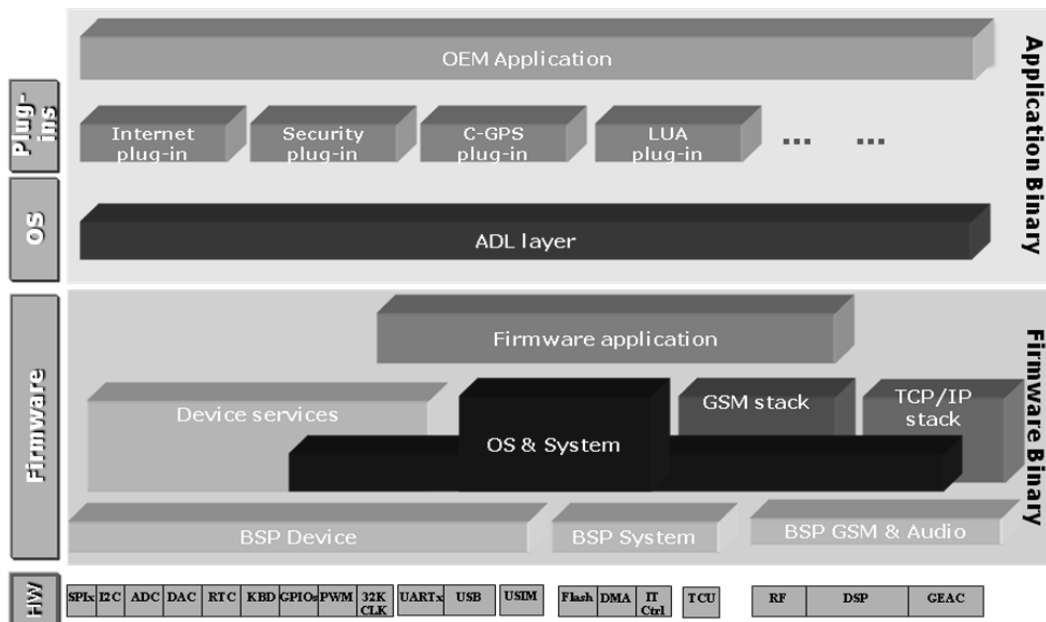 OEM Application
Application Binary
Plug-
ins
Internet
plug-in
Security
plug-in
C-GPS
plug-in
LUA
plug-in
... ...
OS
ADL layer
Firmware
Firmware Binary
Firmware application
Device services
OS & System
GSM stack
TCP/IP
stack
BSP Device
BSP System
BSP GSM & Audio
HW
SPIx I2C ADC DAC RTC KBD GPIOs PWM 32K
CLK
UARTx USB USIM
Flash DMA IT
Ctrl
TCU
RF DSP GEAC